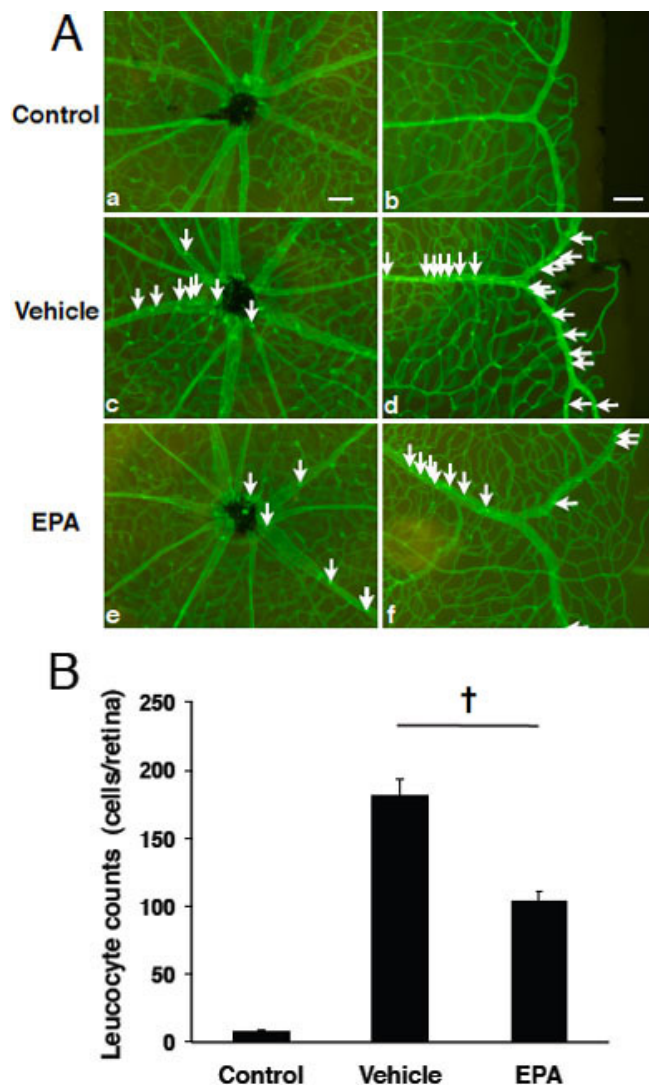 A
Control
a
b
Vehicle
c
d
EPA
e
f
B
Leucocyte counts (cells/retina)
250
200
150
100
50
0
†
Control Vehicle EPA